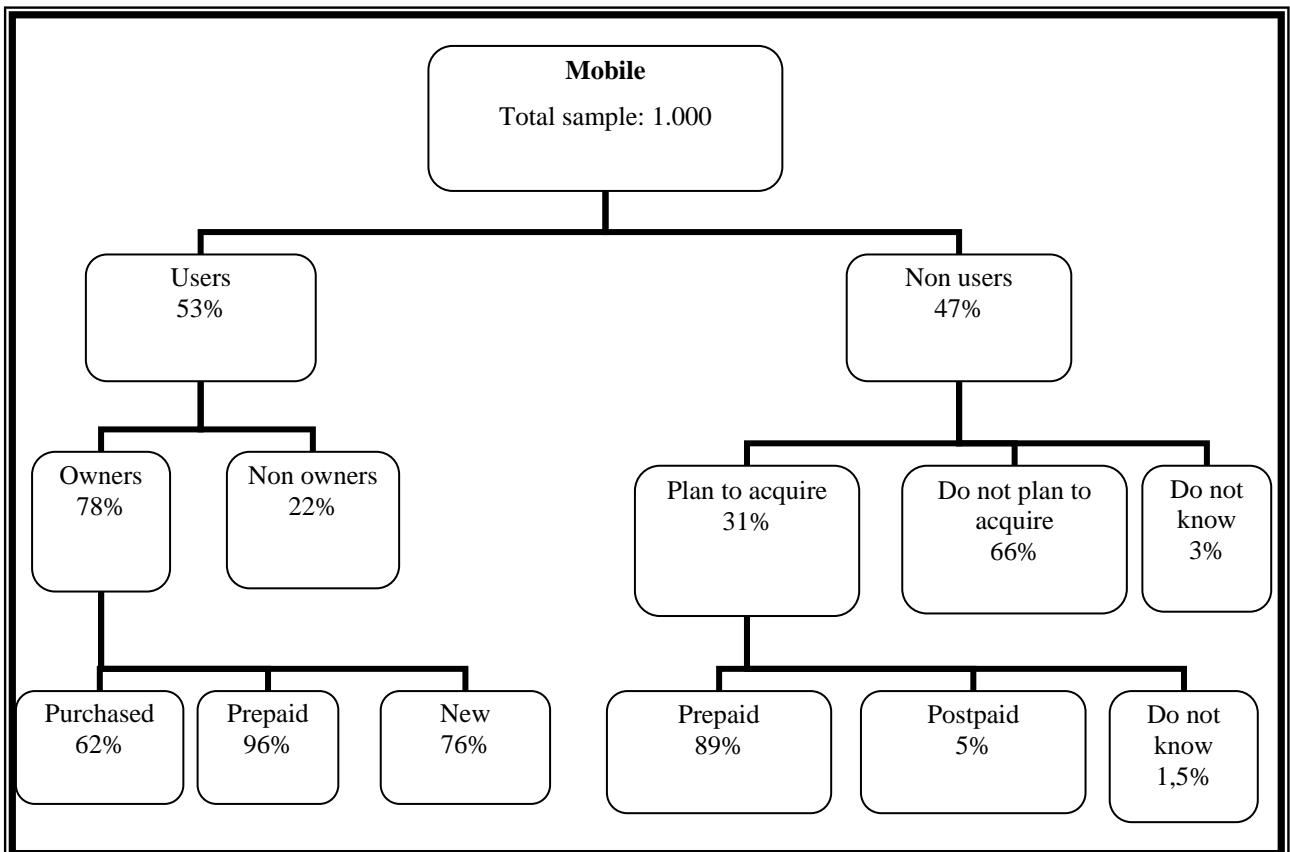 Mobile
Total sample: 1.000
Users
53%
Non users
47%
Owners
78%
Non owners
22%
Plan to acquire
31%
Do not plan to
acquire
66%
Do not
know
3%
Purchased
62%
Prepaid
96%
New
76%
Prepaid
89%
Postpaid
5%
Do not
know
1,5%